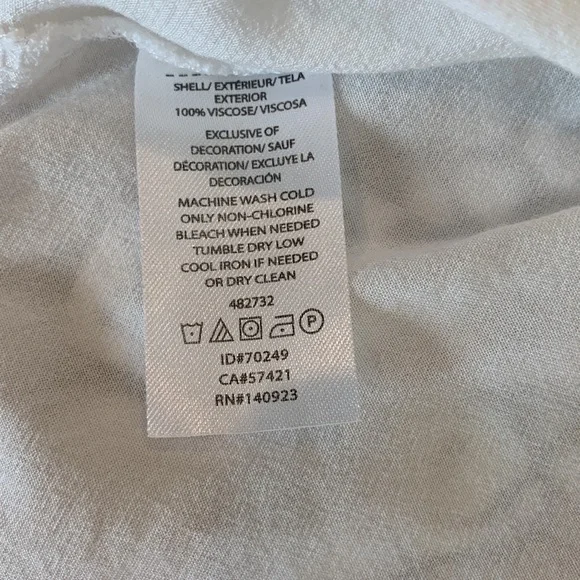 SHELL/ EXTÉRIEUR/ TELA
EXTERIOR
100% VISCOSE/ VISCOSA
EXCLUSIVE OF
DECORATION/ SAUF
DÉCORATION/ EXCLUYE LA
DECORACIÓN
MACHINE WASH COLD
ONLY NON-CHLORINE
BLEACH WHEN NEEDED
TUMBLE DRY LOW
COOL IRON IF NEEDED
OR DRY CLEAN
482732
P
ID#70249
CA#57421
RN#140923